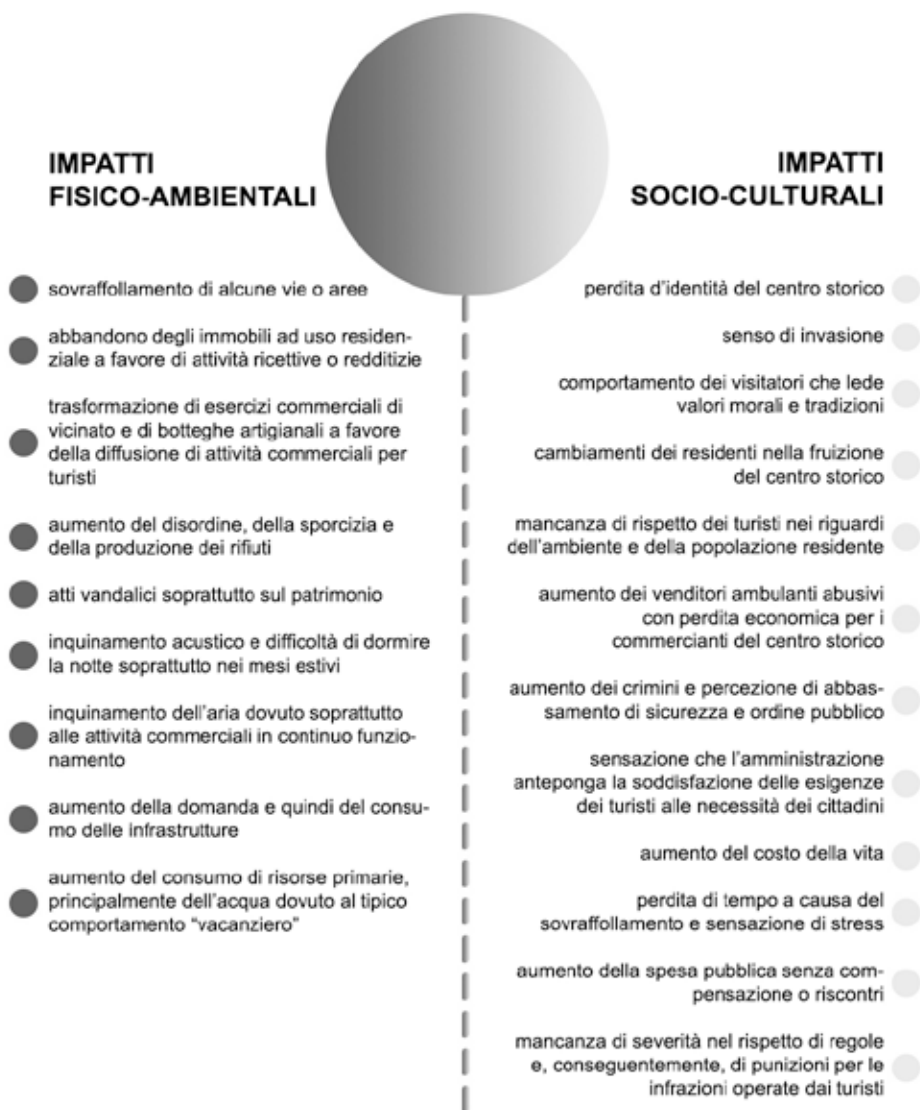 IMPATTI
FISICO-AMBIENTALI
sovraffollamento di alcune vie o aree
abbandono degli immobili ad uso residen-
ziale a favore di attività ricettive o redditizie
trasformazione di esercizi commerciali di
vicinato e di botteghe artigianali a favore
della diffusione di attività commerciali per
turisti
aumento del disordine, della sporcizia e
della produzione dei rifiuti
atti vandalici soprattutto sul patrimonio
inquinamento acustico e difficoltà di dormire
la notte soprattutto nei mesi estivi
inquinamento dell'aria dovuto soprattutto
alle attività commerciali in continuo funzio-
namento
aumento della domanda e quindi del consu-
mo delle infrastrutture
aumento del consumo di risorse primarie,
principalmente dell'acqua dovuto al tipico
comportamento "vacanziero"
IMPATTI
SOCIO-CULTURALI
perdita d'identità del centro storico
senso di invasione
comportamento dei visitatori che lede
valori morali e tradizioni
cambiamenti dei residenti nella fruizione
del centro storico
mancanza di rispetto dei turisti nei riguardi
dell'ambiente e della popolazione residente
aumento dei venditori ambulanti abusivi
con perdita economica per i
commercianti del centro storico
aumento dei crimini e percezione di abbas-
samento di sicurezza e ordine pubblico
sensazione che l'amministrazione
anteponga la soddisfazione delle esigenze
dei turisti alle necessità dei cittadini
aumento del costo della vita
perdita di tempo a causa del
sovraffollamento e sensazione di stress
aumento della spesa pubblica senza com-
pensazione o riscontri
mancanza di severità nel rispetto di regole
e, conseguentemente, di punizioni per le
infrazioni operate dai turisti